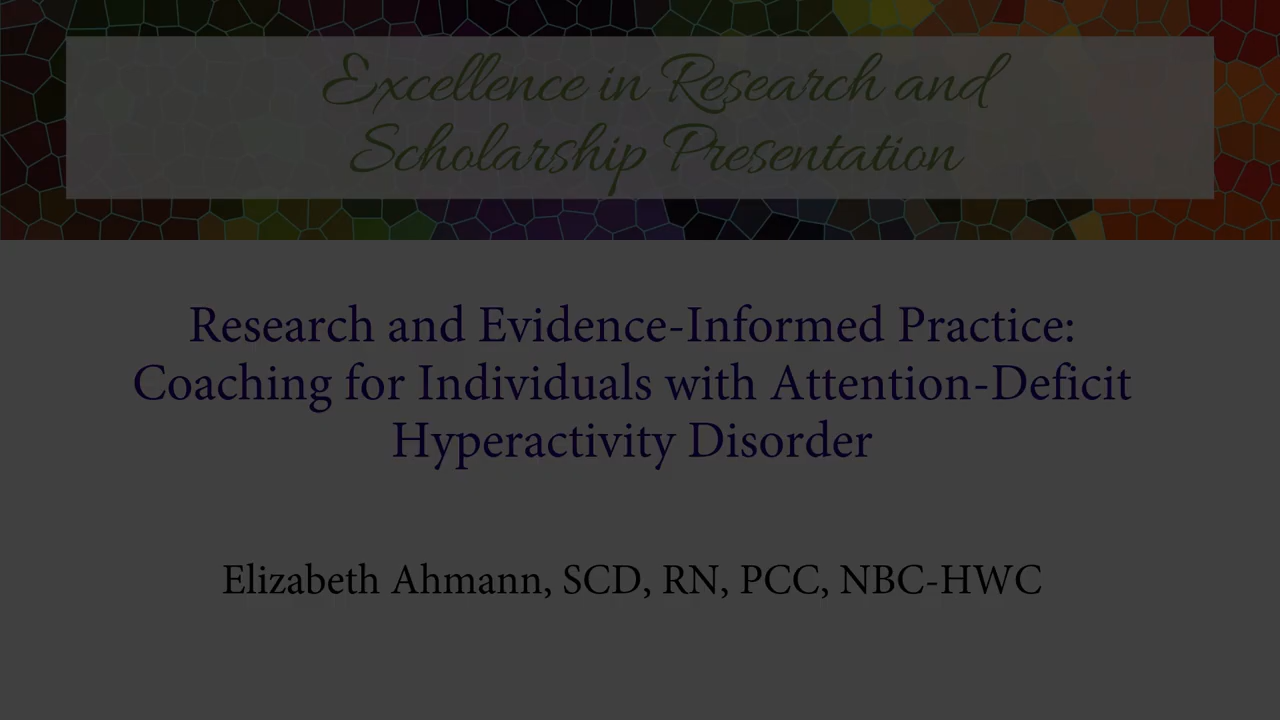 Excellence in Research and
Scholarship Presentation
Research and Evidence-Informed Practice:
Coaching for Individuals with Attention-Deficit
Hyperactivity Disorder
Elizabeth Ahmann, SCD, RN, PCC, NBC-HWC